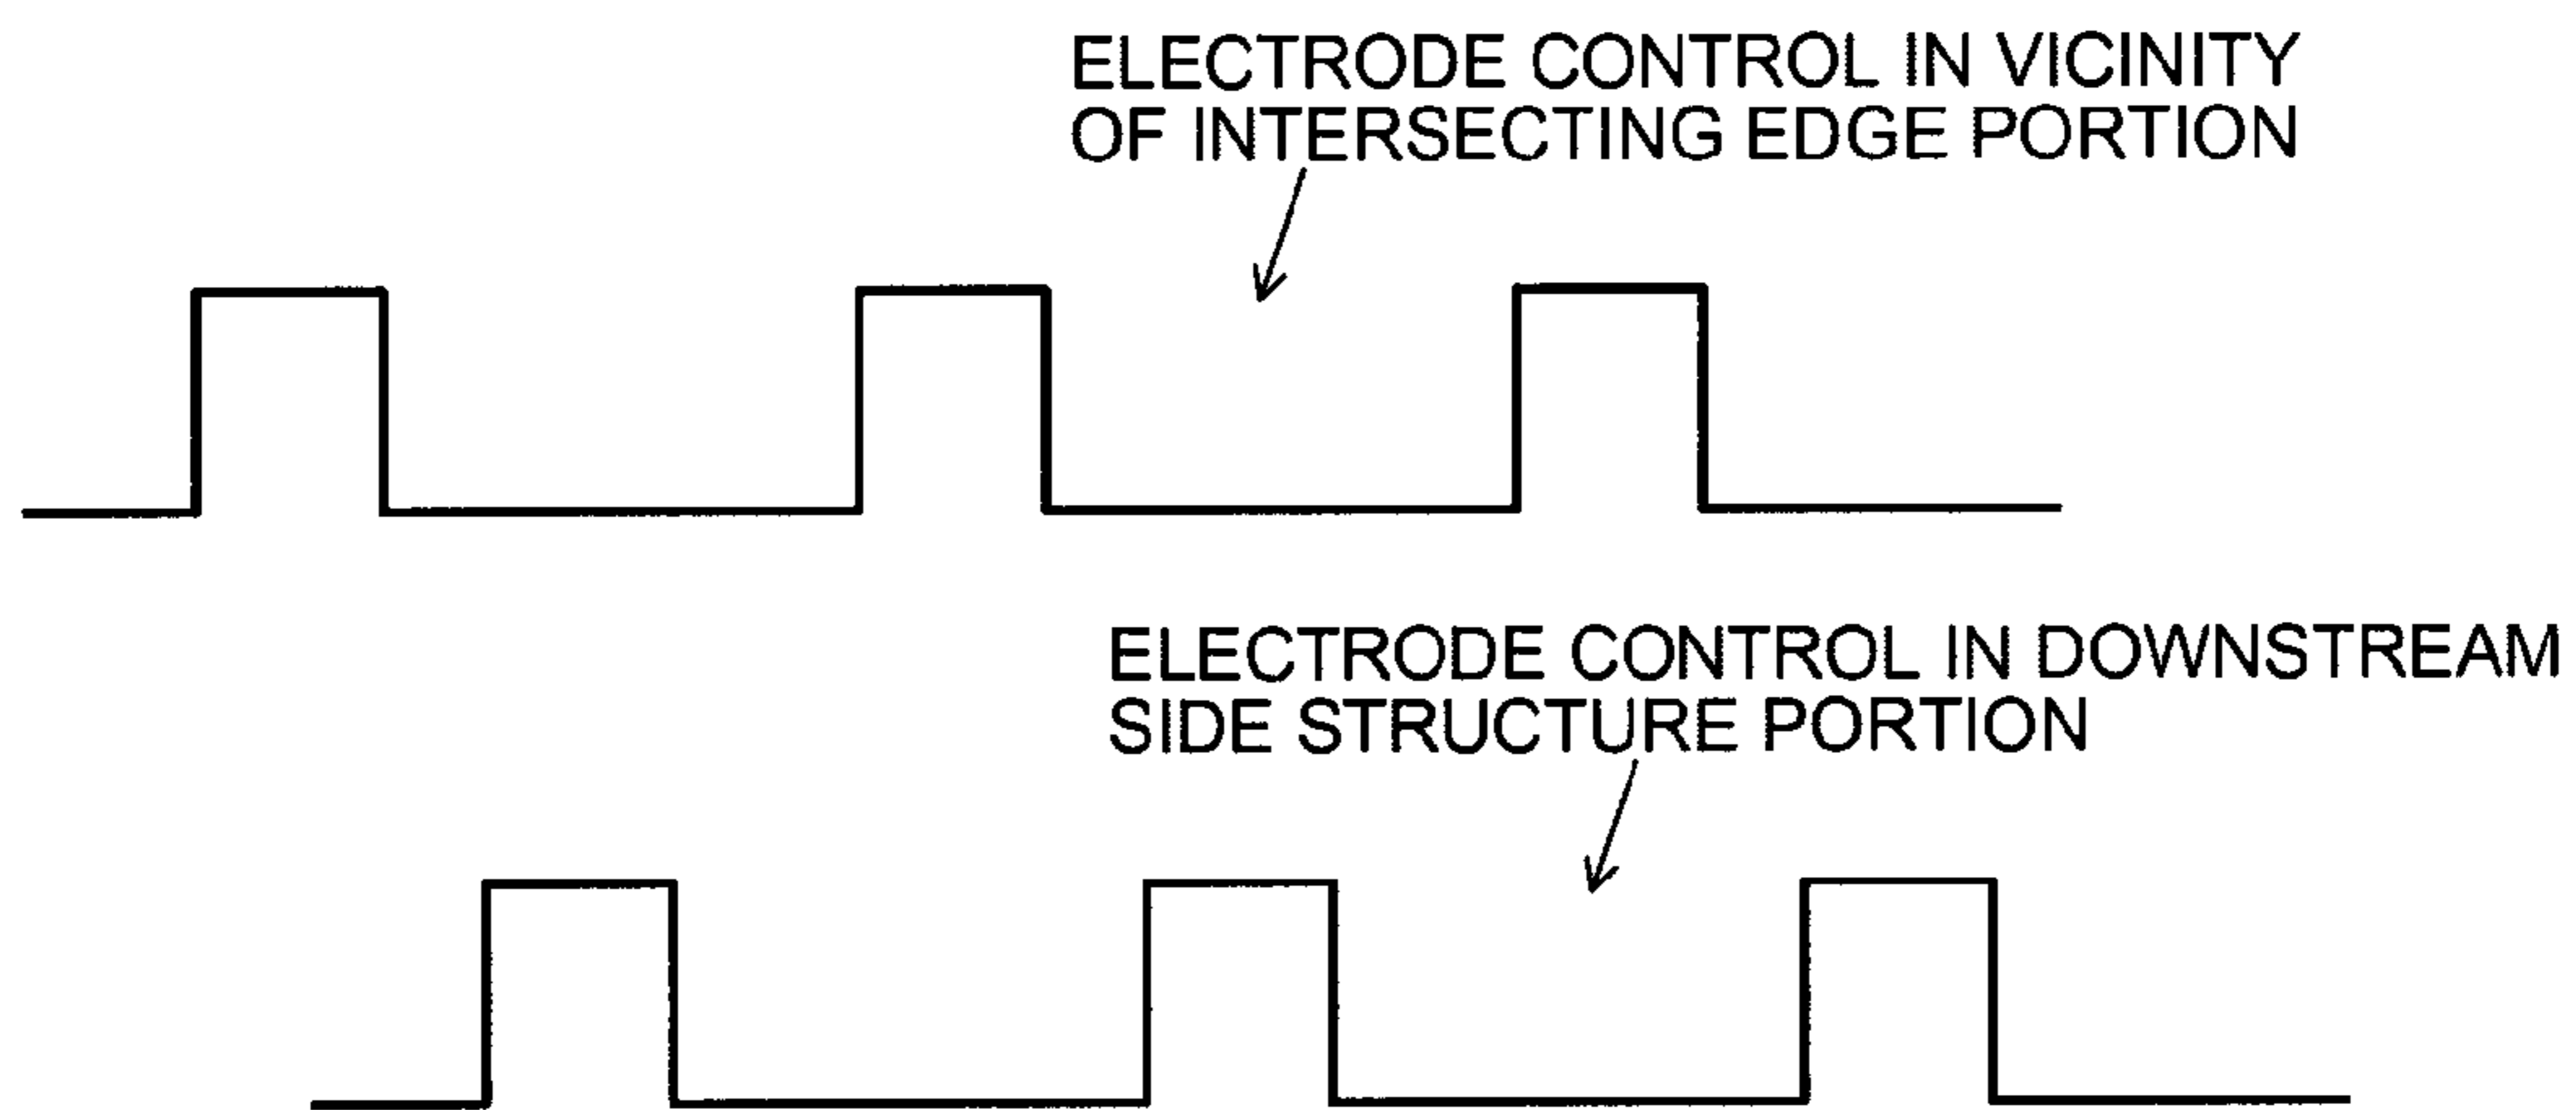 ELECTRODE CONTROL IN VICINITY
OF INTERSECTING EDGE PORTION
ELECTRODE CONTROL IN DOWNSTREAM
SIDE STRUCTURE PORTION